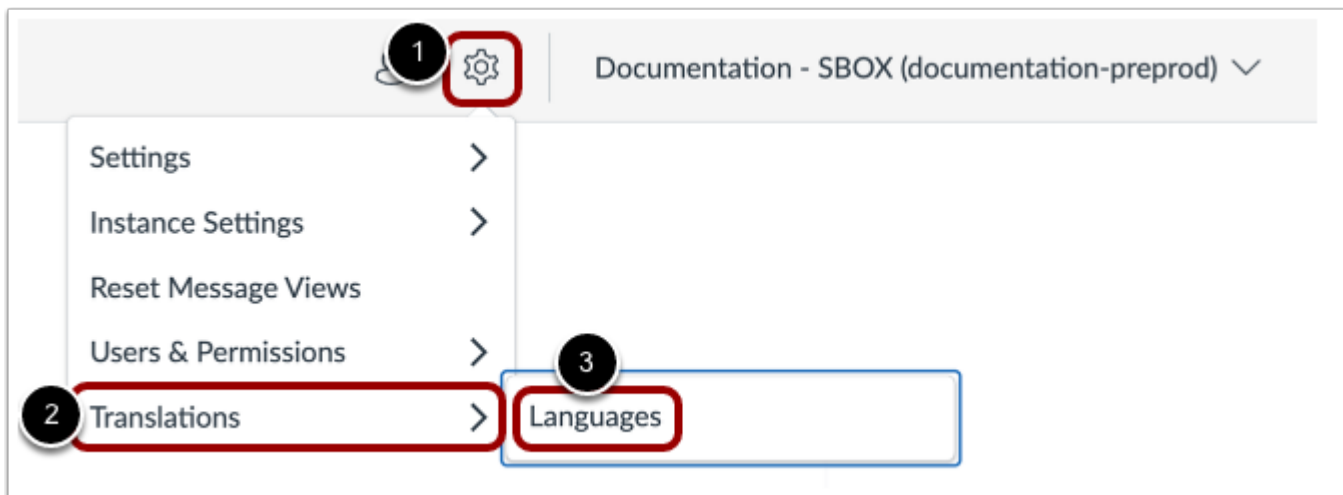 1
Documentation - SBOX (documentation-preprod)
Settings
Instance Settings
Reset Message Views
Users & Permissions
3
2 Translations
Languages